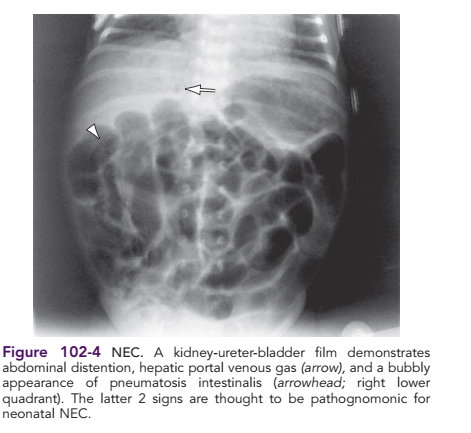 Figure 102-4 NEC. A kidney-ureter-bladder film demonstrates
abdominal distention, hepatic portal venous gas (arrow), and a bubbly
appearance of pneumatosis intestinalis (arrowhead; right lower
quadrant). The latter 2 signs are thought to be pathognomonic for
neonatal NEC.